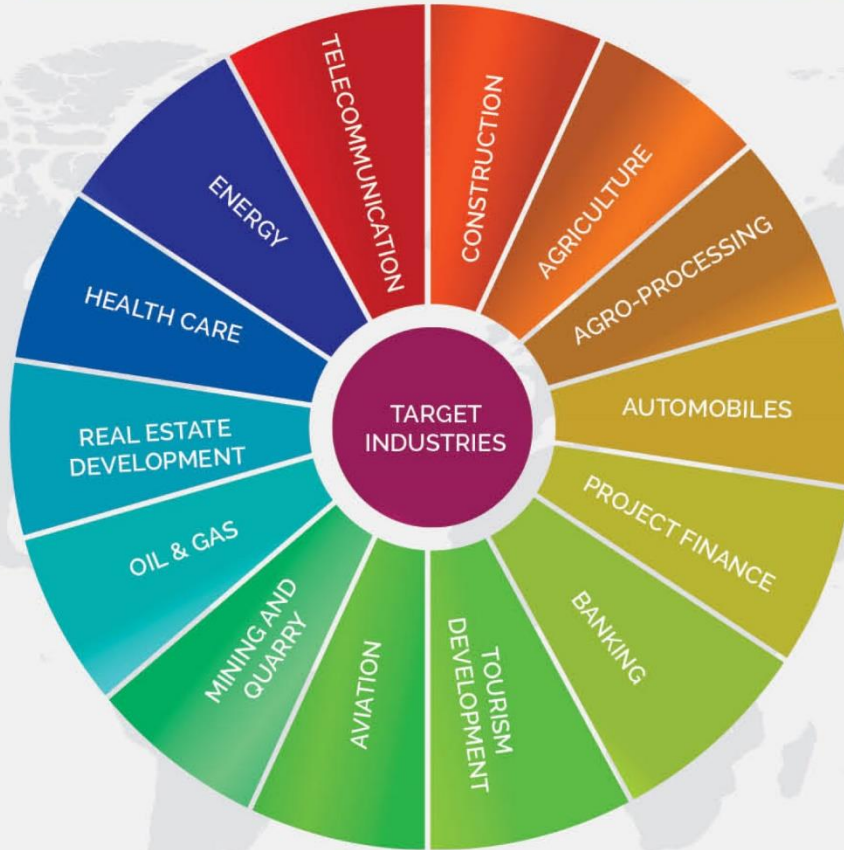 TARGET
INDUSTRIES
TELECOMMUNICATION
CONSTRUCTION
AGRICULTURE
AGRO-PROCESSING
AUTOMOBILES
PROJECT FINANCE
BANKING
TOURISM
DEVELOPMENT
AVIATION
MINING AND
QUARRY
OIL & GAS
REAL ESTATE
DEVELOPMENT
HEALTH CARE
ENERGY